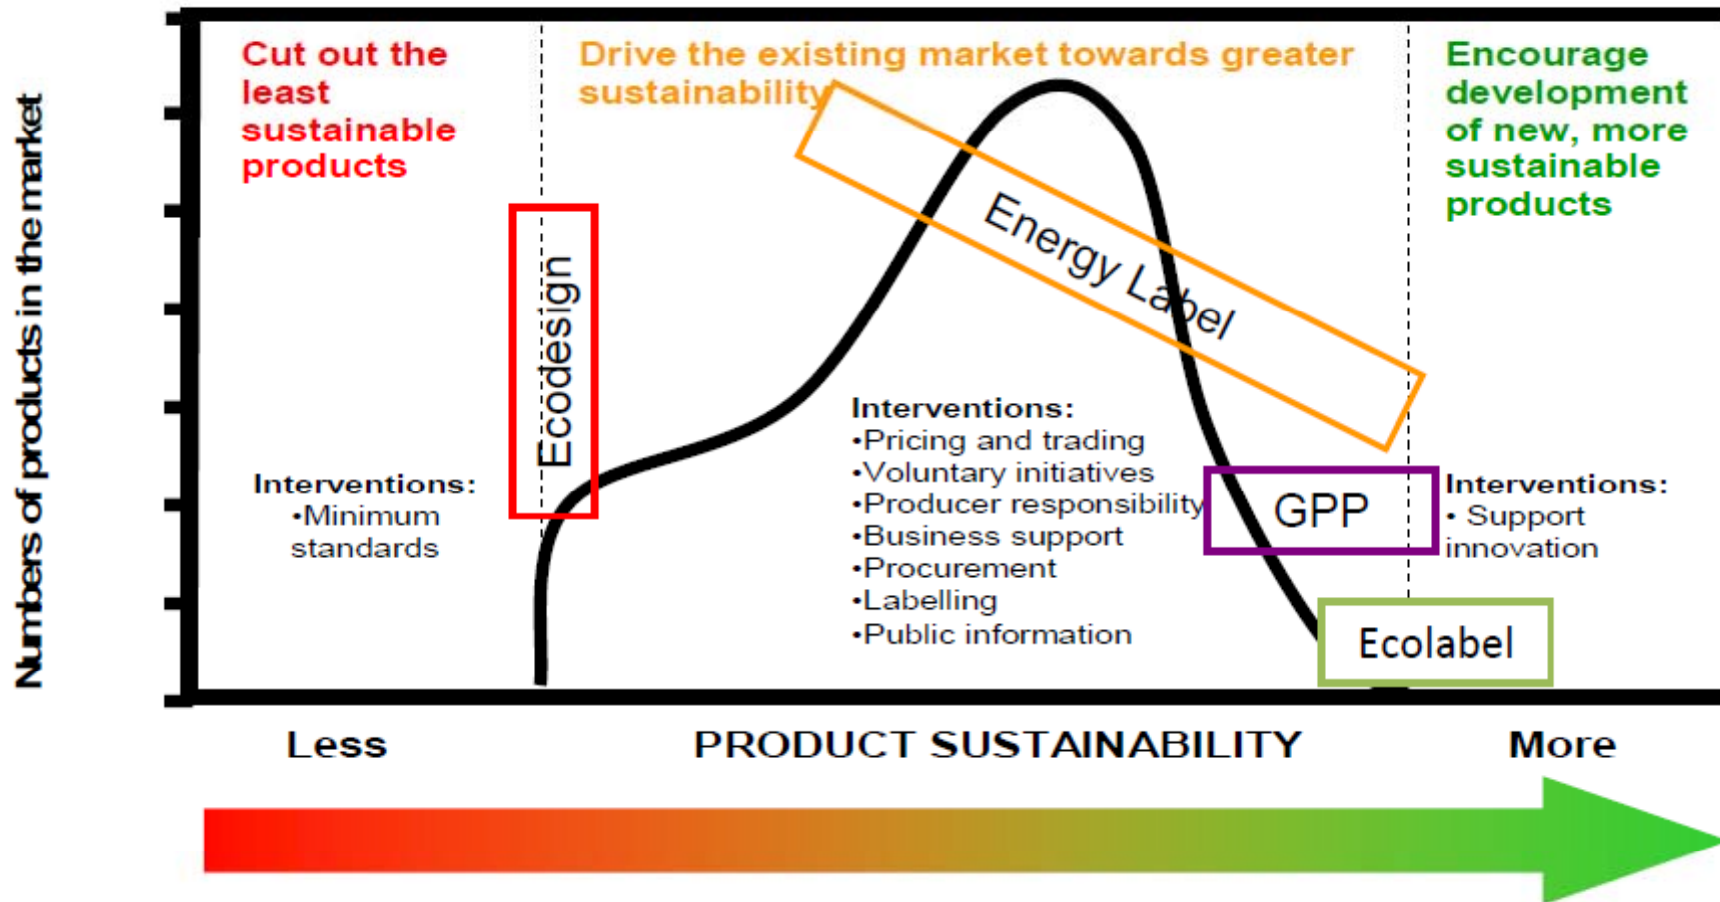 Numbers of products in the market
Cut out the
least
sustainable
products
Drive the existing market towards greater
sustainability
Encourage
development
of new, more
sustainable
products
Ecodesign
Energy Label
Interventions:
•Minimum
standards
Interventions:
•Pricing and trading
•Voluntary initiatives
•Producer responsibility
•Business support
•Procurement
•Labelling
•Public information
GPP
Interventions:
• Support
innovation
Ecolabel
Less
PRODUCT SUSTAINABILITY
More